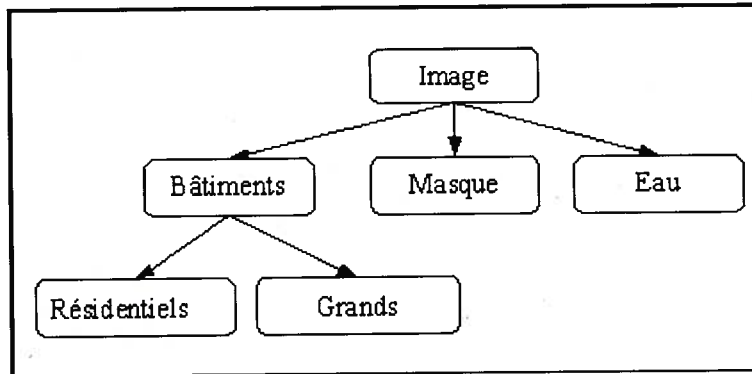 Image
Bâtiments
Masque
Eau
Résidentiels
Grands